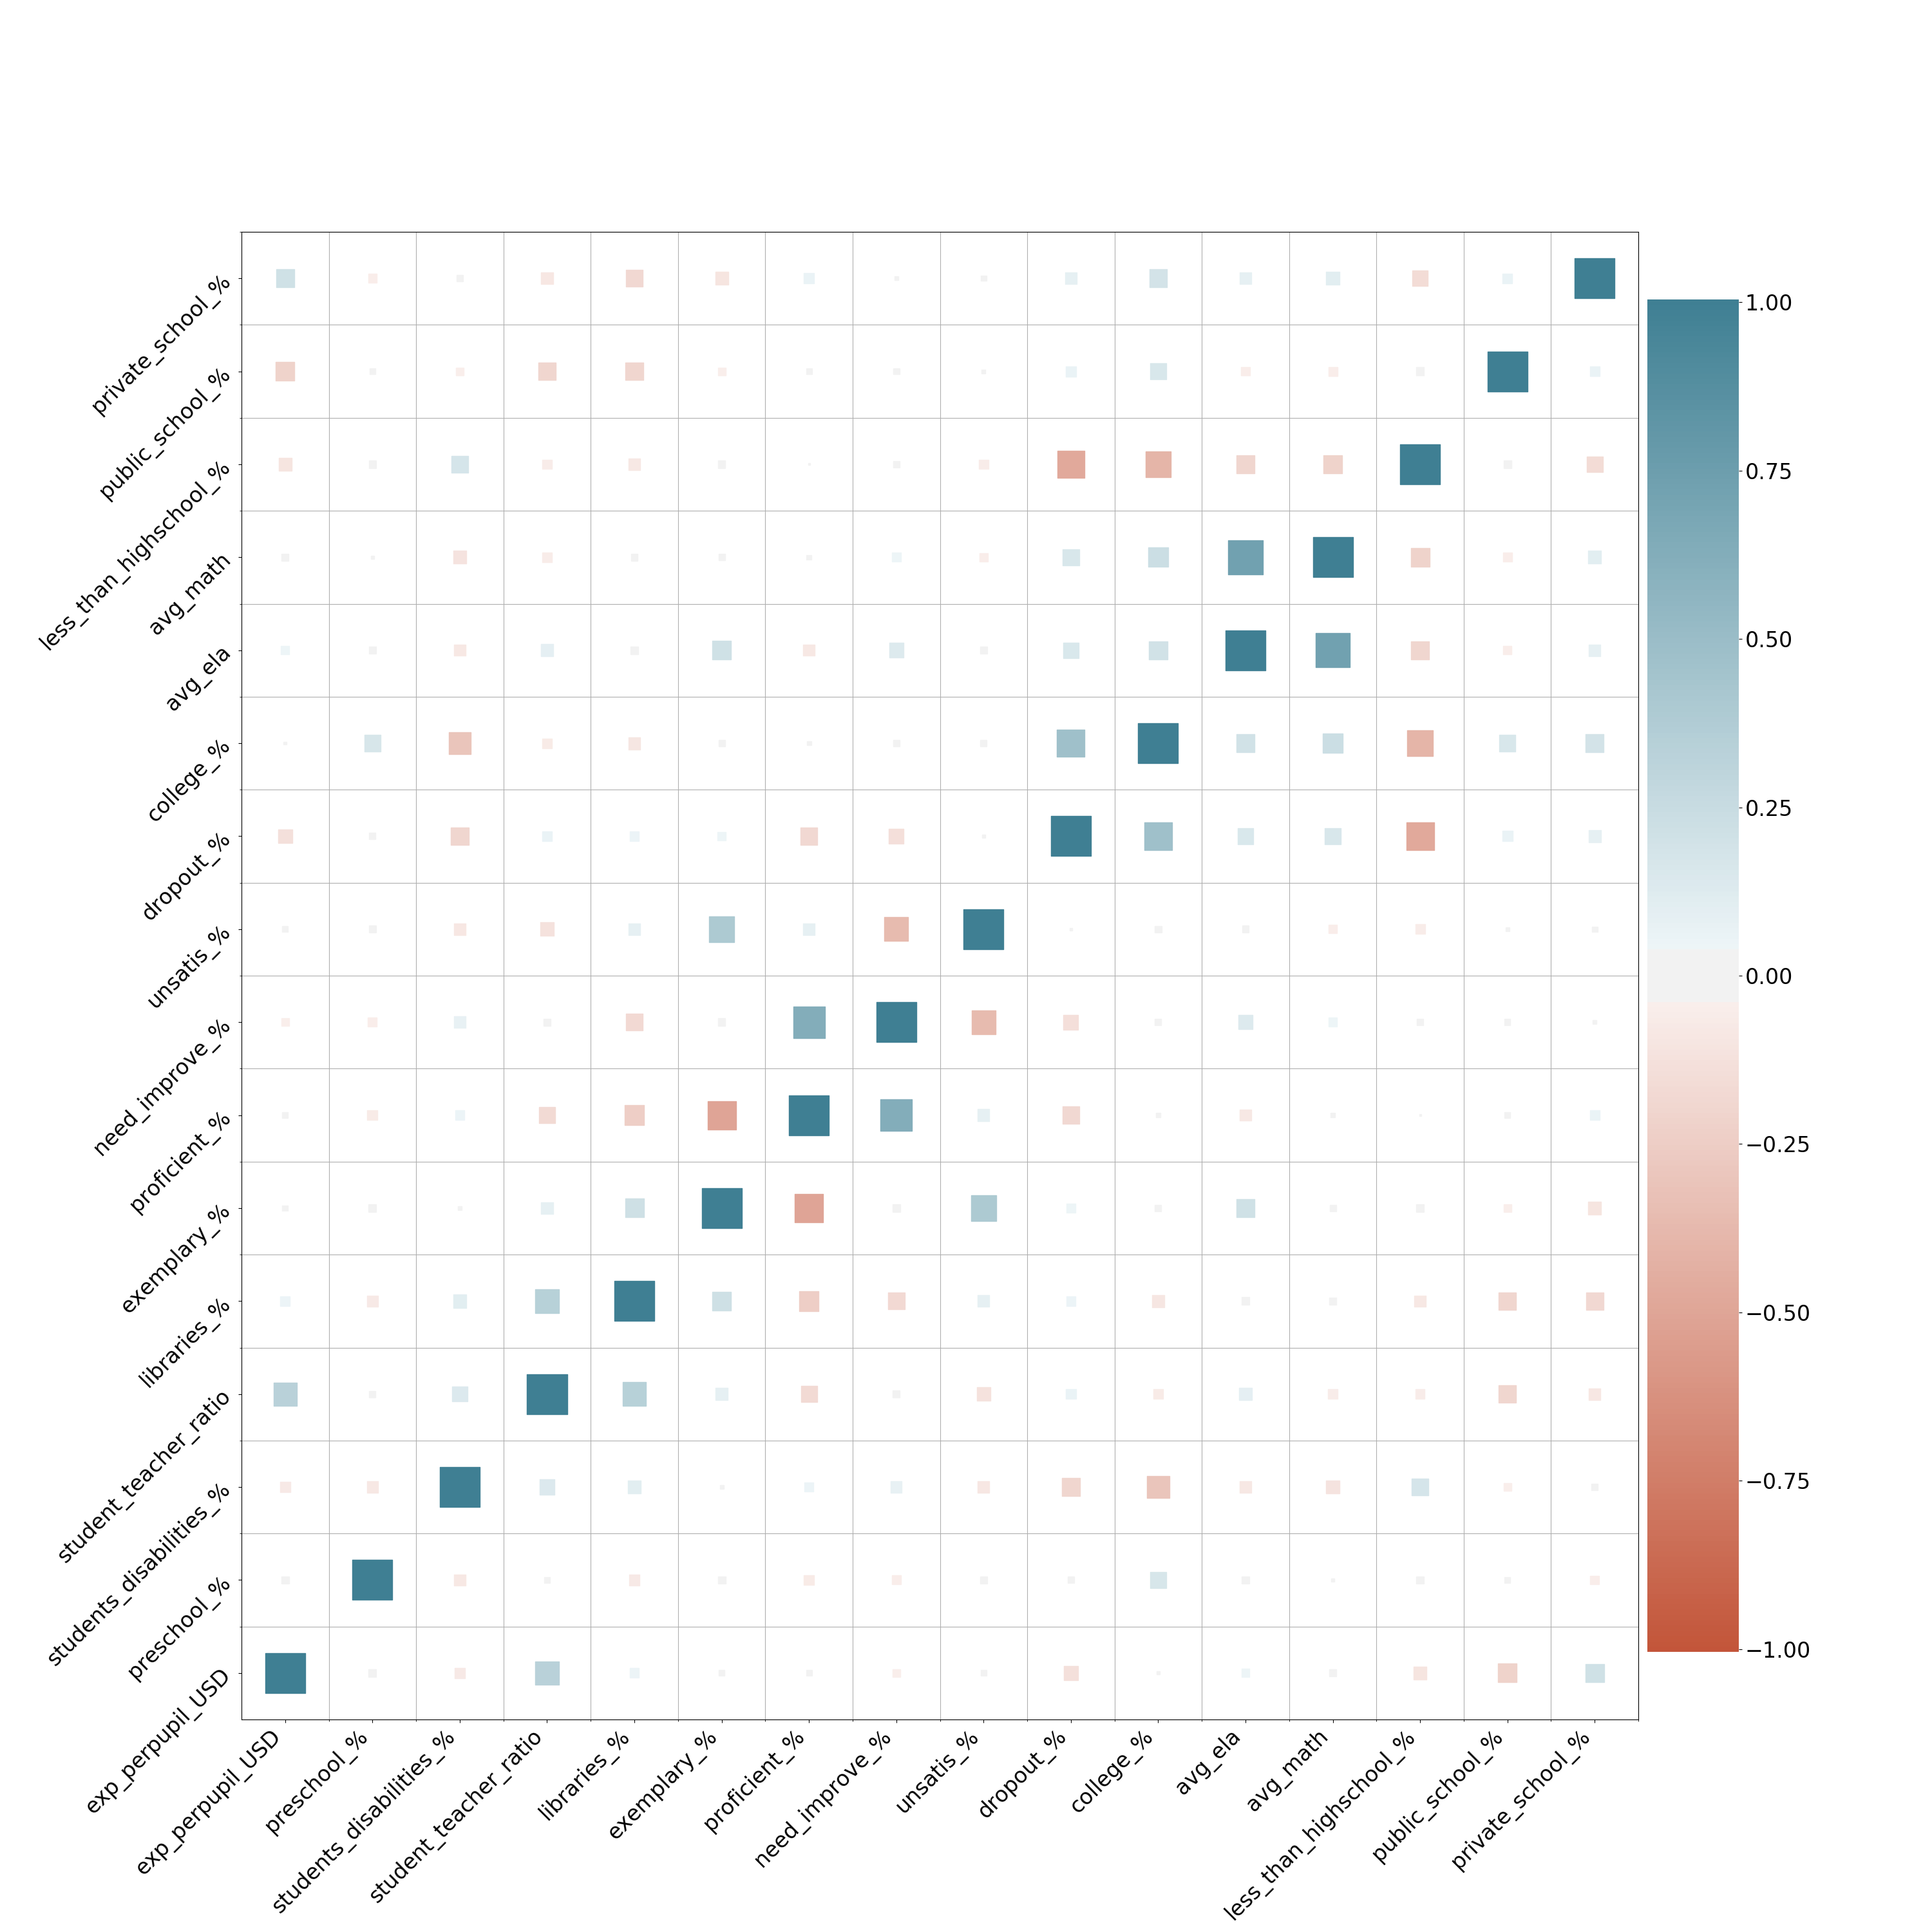 private_school_%
public_school_%
less_than_highschool_%
avg_math
avg_ela
college_%
dropout_%
unsatis_%
need_improve_%
proficient_%
exemplary_%
libraries_%
student_teacher_ratio
students_disabilities_%
preschool_%
exp_perpupil_USD
exp_perpupil_USD
preschool_%
students_disabilities_%
student_teacher_ratio
libraries_%
exemplary_%
proficient_%
need_improve_%
unsatis_%
dropout_%
college_%
avg_ela
avg_math
less_than_highschool_%
public_school_%
private_school_%
1.00
0.75
0.50
0.25
0.00
−0.25
−0.50
−0.75
−1.00